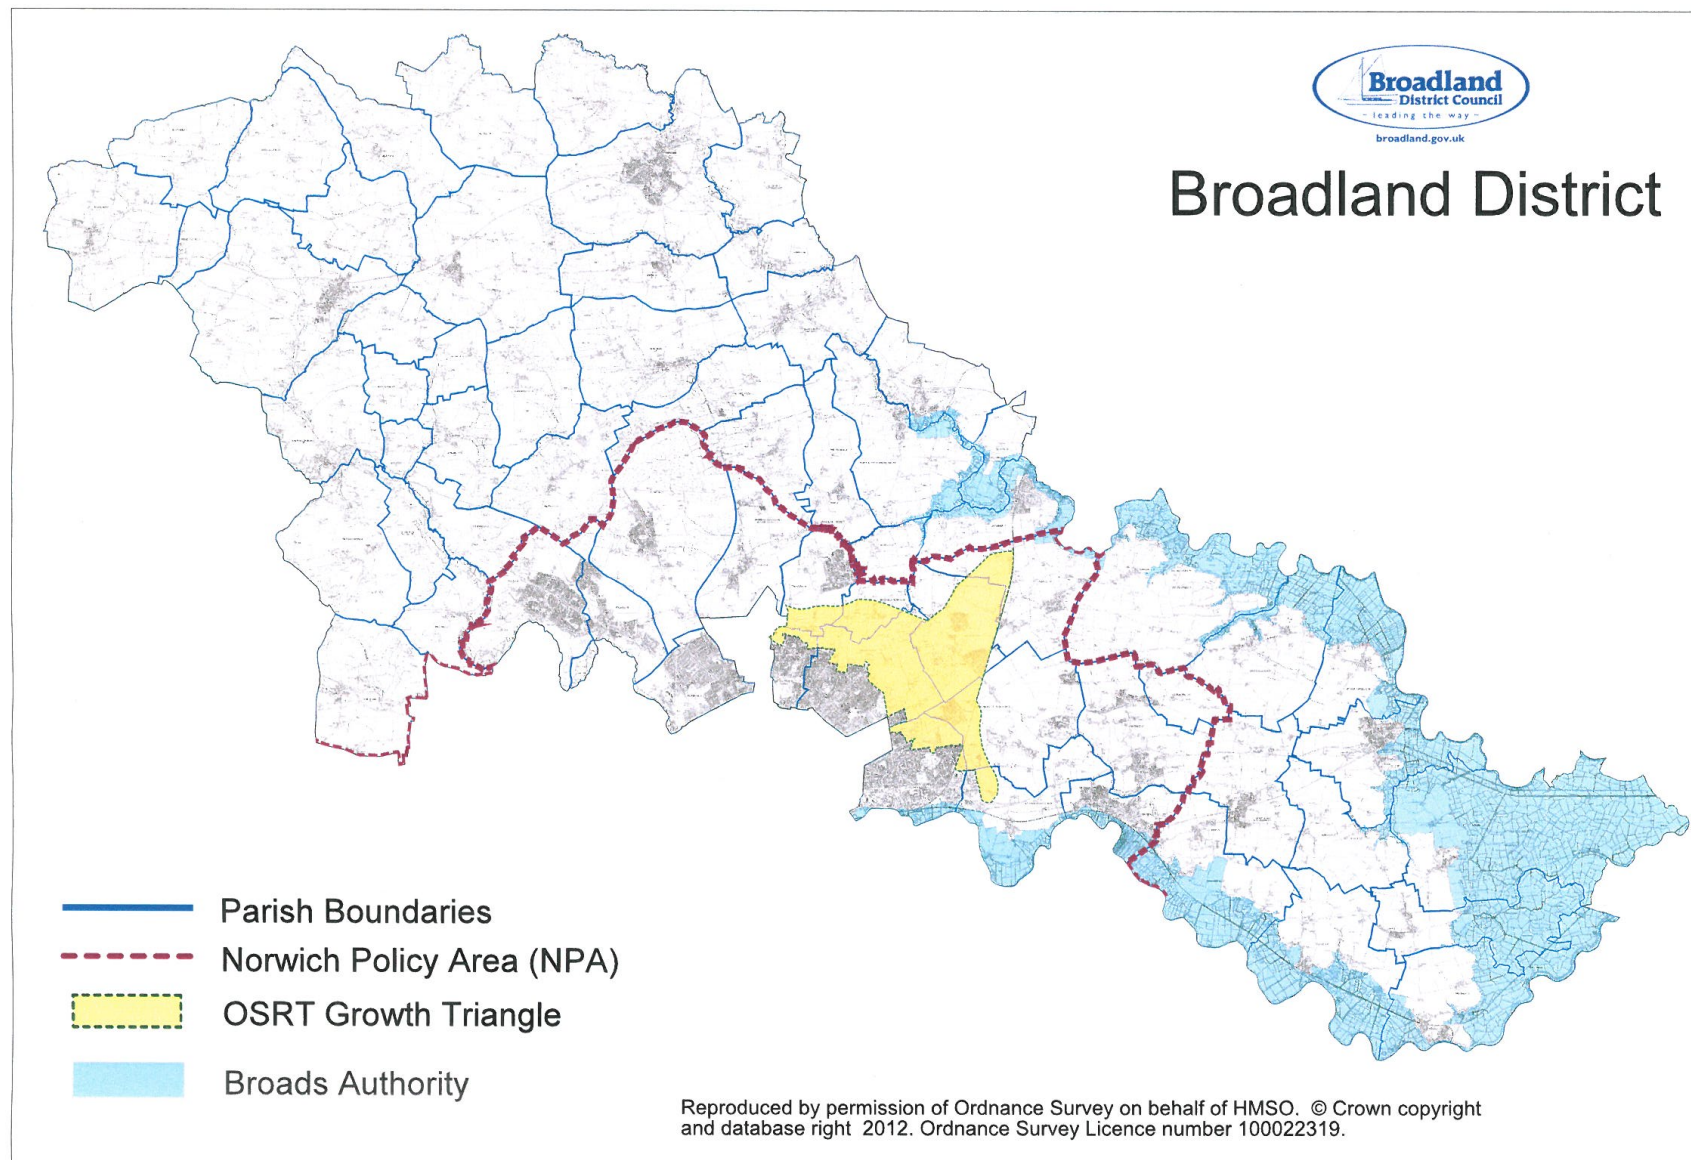 Broadland
District Council
- leading the way -
broadland.gov.uk
Broadland District
Parish Boundaries
Norwich Policy Area (NPA)
OSRT Growth Triangle
Broads Authority
Reproduced by permission of Ordnance Survey on behalf of HMSO. © Crown copyright
and database right 2012. Ordnance Survey Licence number 100022319.